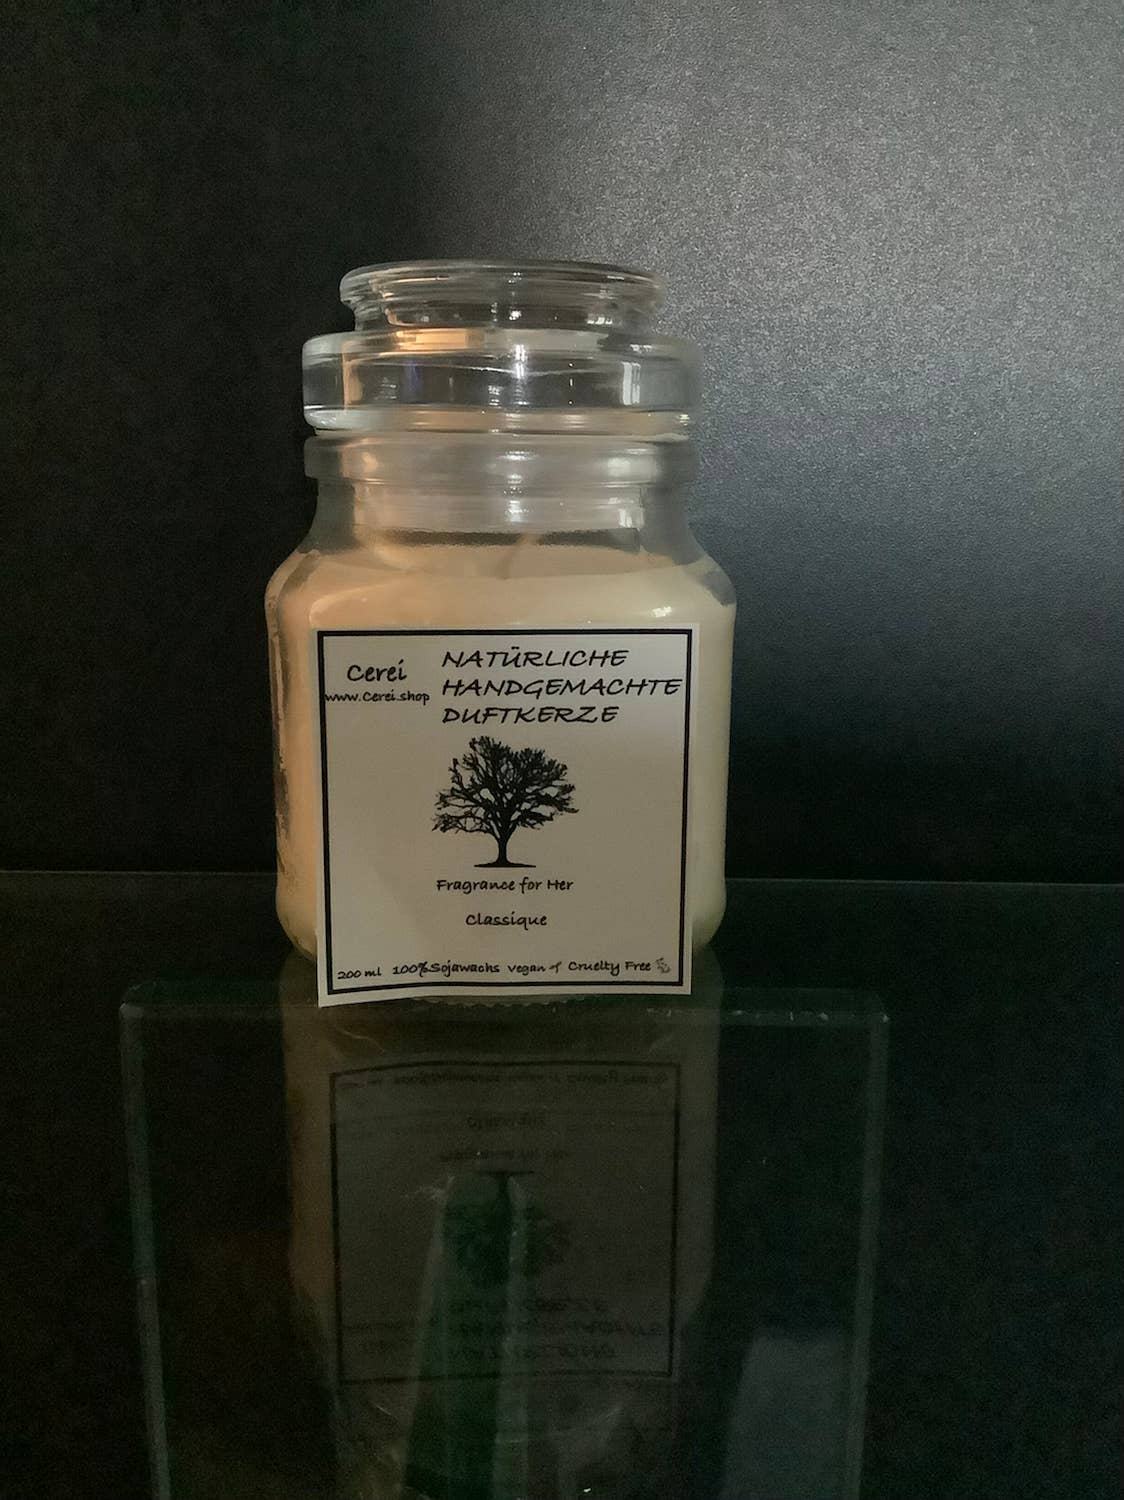 Cerei
www.Cerei.shop
NATÜRLICHE
HANDGEMACHTE
DUFTKERZE
Fragrance for Her
Classique
200 ml 100% Sojawachs Vegan Cruelty Free